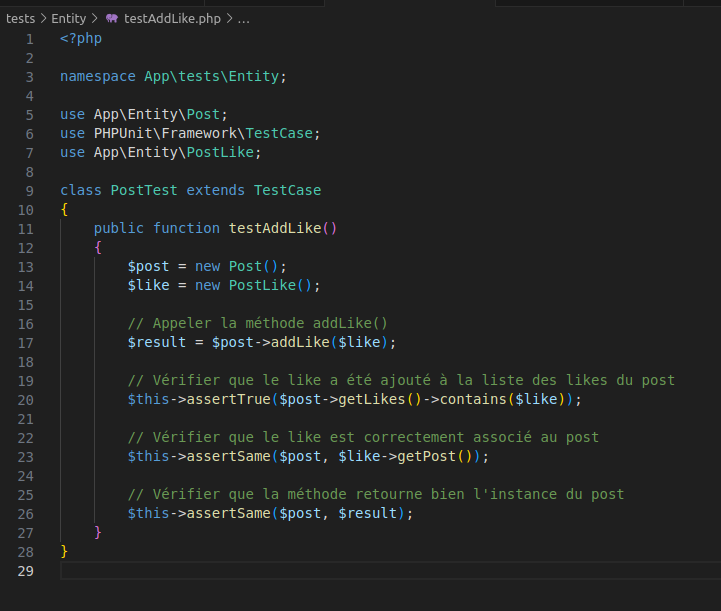 tests > Entity > testAddLike.php > ...
1 <?php
2
3 namespace App\tests\Entity;
4
5 use App\Entity\Post;
6 use PHPUnit\Framework\TestCase;
7 use App\Entity\PostLike;
8
9 class PostTest extends TestCase
10 {
11 public function testAddLike()
12 {
13 $post = new Post();
14 $like = new PostLike();
15
16 // Appeler la méthode addLike()
17 $result = $post->addLike($like);
18
19 // Vérifier que le like a été ajouté à la liste des likes du post
20 $this->assertTrue($post->getLikes()->contains($like));
21
22 // Vérifier que le like est correctement associé au post
23 $this->assertSame($post, $like->getPost());
24
25 // Vérifier que la méthode retourne bien l'instance du post
26 $this->assertSame($post, $result);
27 }
28 }
29